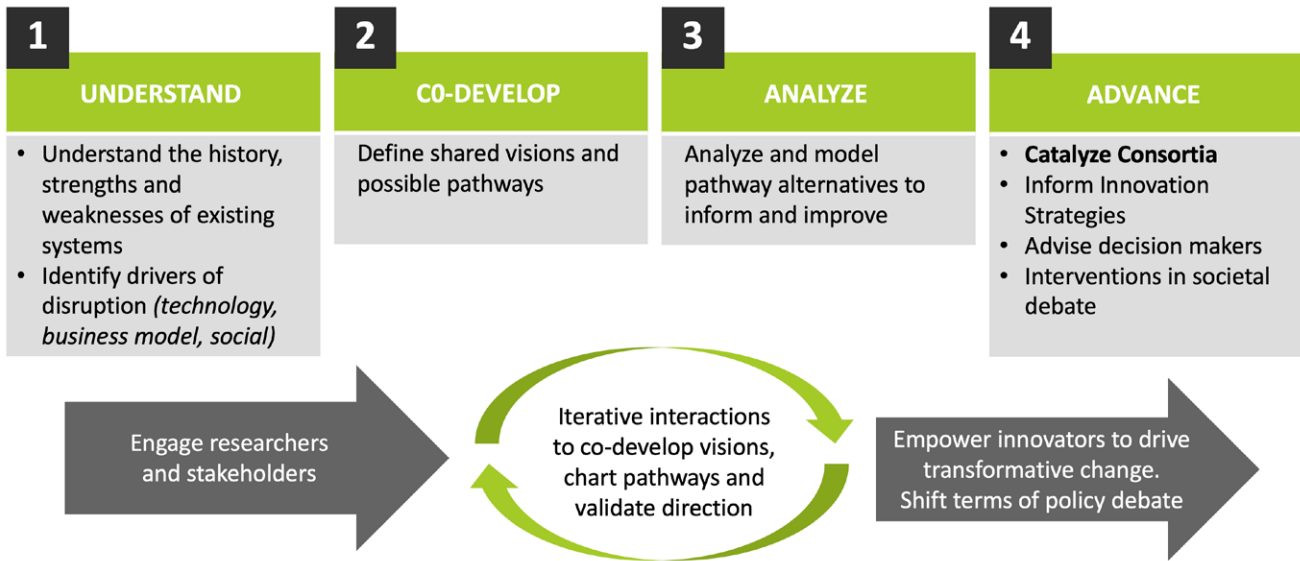 1
UNDERSTAND
• Understand the history,
strengths and
weaknesses of existing
systems
• Identify drivers of
disruption (technology,
business model, social)
2
C0-DEVELOP
Define shared visions and
possible pathways
3
ANALYZE
Analyze and model
pathway alternatives to
inform and improve
4
ADVANCE
• Catalyze Consortia
• Inform Innovation
Strategies
• Advise decision makers
• Interventions in societal
debate
Engage researchers
and stakeholders
Iterative interactions
to co-develop visions,
chart pathways and
validate direction
Empower innovators to drive
transformative change.
Shift terms of policy debate